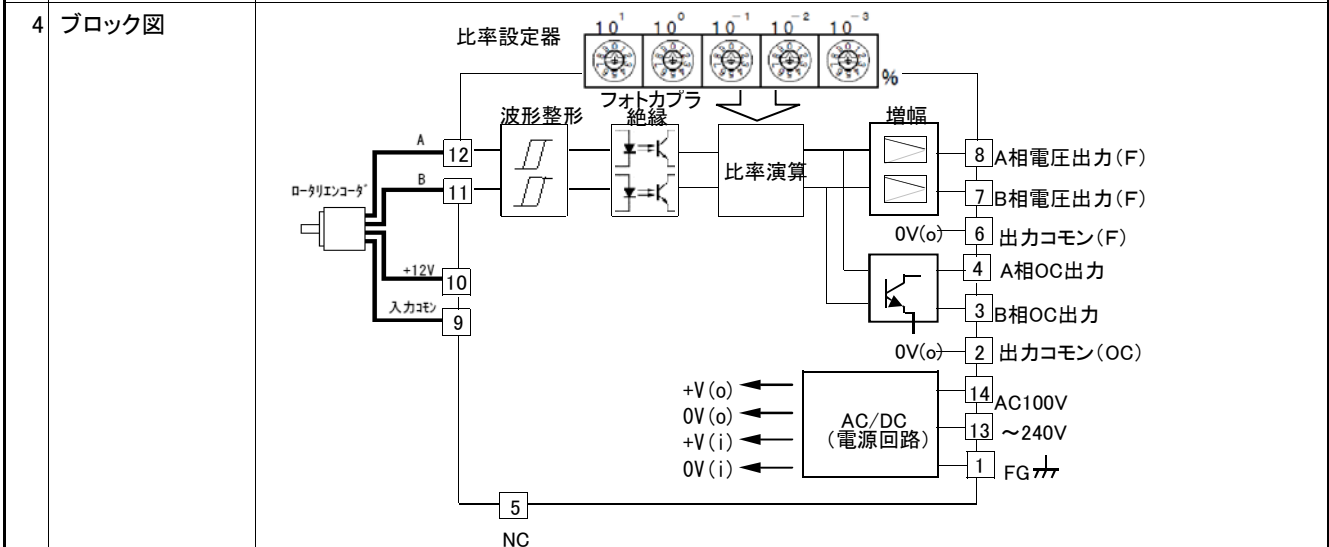 4 ブロック図
比率設定器
10¹ 10⁰ 10⁻¹ 10⁻² 10⁻³
%
波形整形
フォトカプラ
絶縁
比率演算
増幅
ロータリエンコーダ
A
12
B
11
+12V
10
入力コモン
9
8 A相電圧出力(F)
7 B相電圧出力(F)
0V(o) 6 出力コモン(F)
4 A相OC出力
3 B相OC出力
0V(o) 2 出力コモン(OC)
+V(o)
0V(o)
+V(i)
0V(i)
AC/DC
(電源回路)
14 AC100V
13 ～240V
1 FG
5
NC